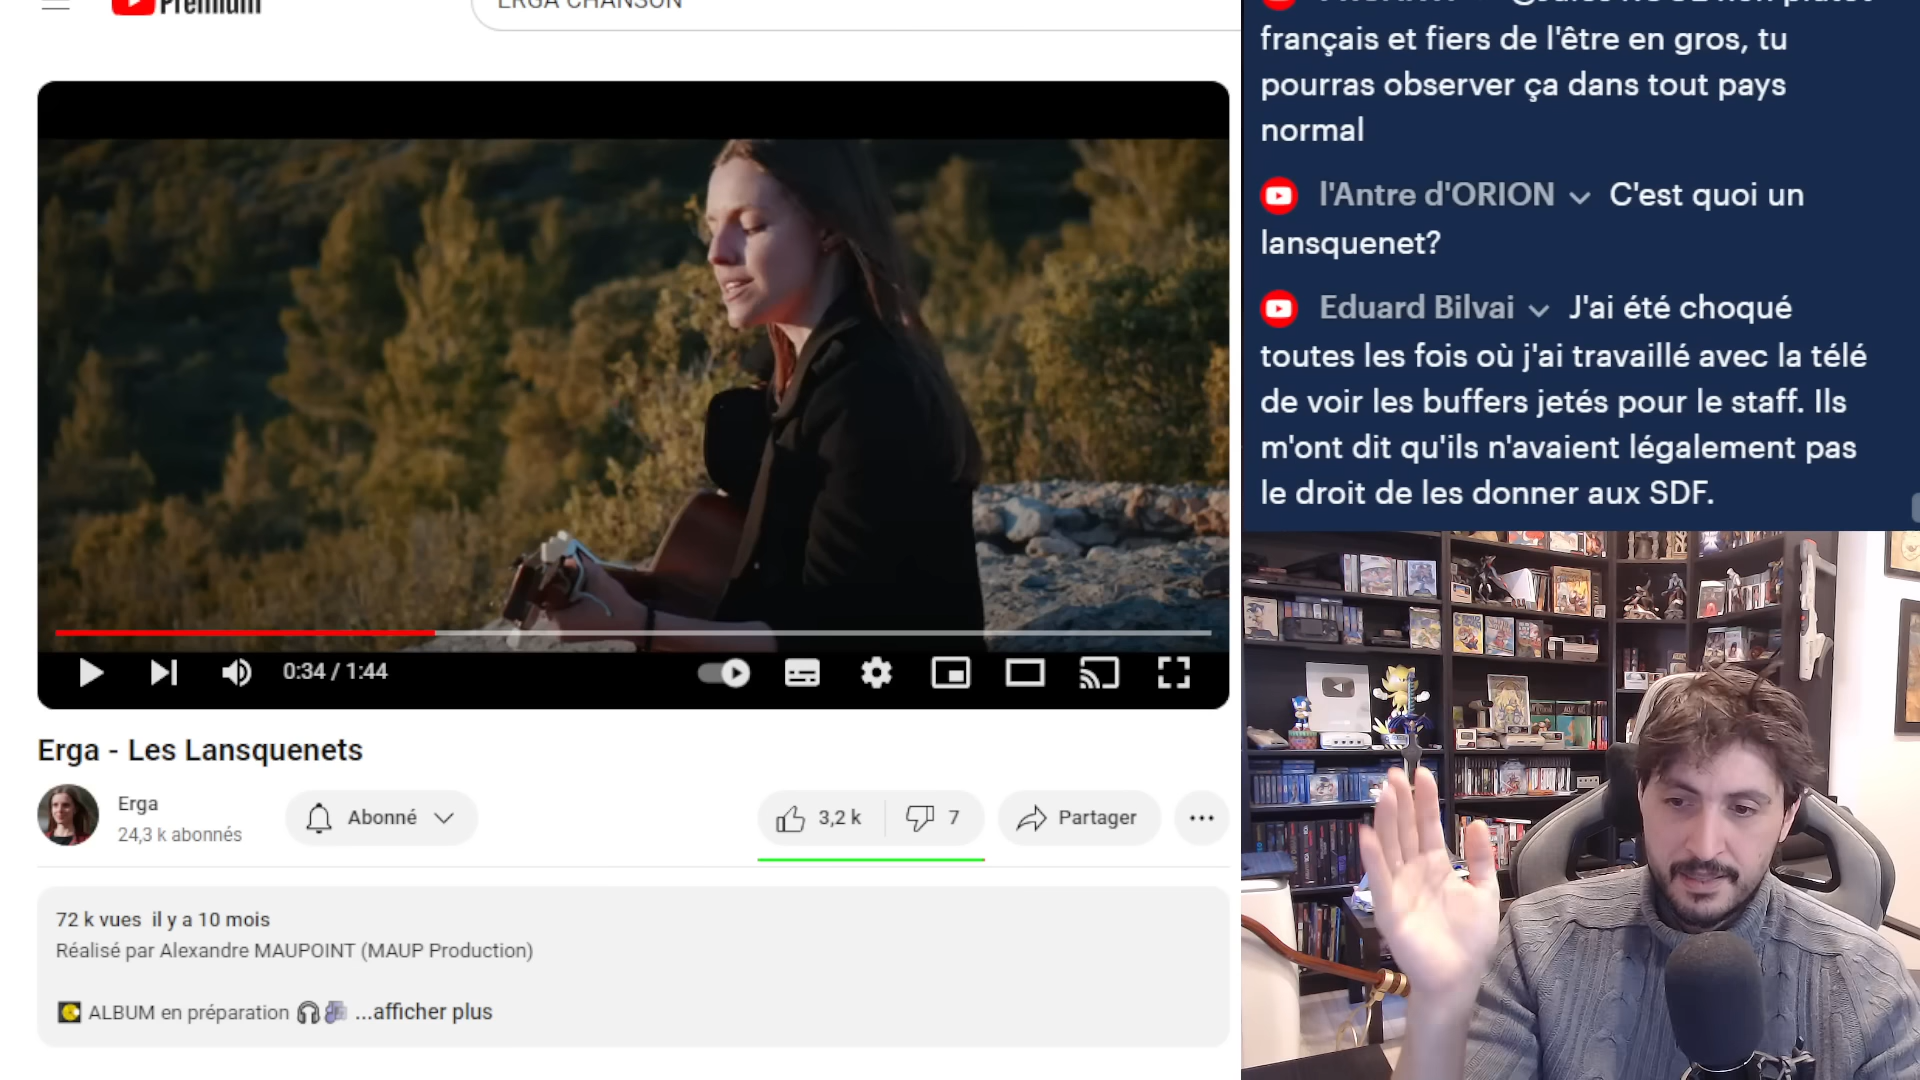 Premium
ERGA CHANSON
français et fiers de l'être en gros, tu
pourras observer ça dans tout pays
normal
l'Antre d'ORION C'est quoi un
lansquenet?
Eduard Bilvai J'ai été choqué
toutes les fois où j'ai travaillé avec la télé
de voir les buffers jetés pour le staff. Ils
m'ont dit qu'ils n'avaient légalement pas
le droit de les donner aux SDF.
0:34 / 1:44
Erga - Les Lansquenets
Erga
24,3 k abonnés
Abonné
3,2 k
7
Partager
72 k vues il y a 10 mois
Réalisé par Alexandre MAUPOINT (MAUP Production)
ALBUM en préparation ...afficher plus